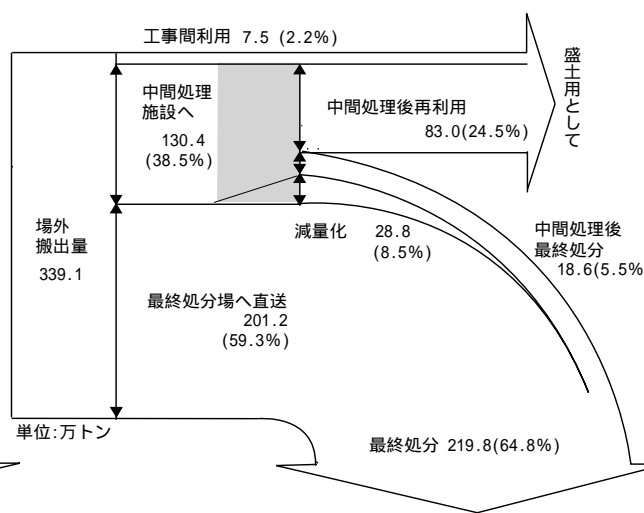 工事間利用 7.5 (2.2%)
盛土用として
中間処理
施設へ
130.4
(38.5%)
中間処理後再利用
83.0(24.5%)
場外
搬出量
339.1
減量化 28.8
(8.5%)
中間処理後
最終処分
18.6(5.5%
最終処分場へ直送
201.2
(59.3%)
単位:万トン
最終処分 219.8(64.8%)